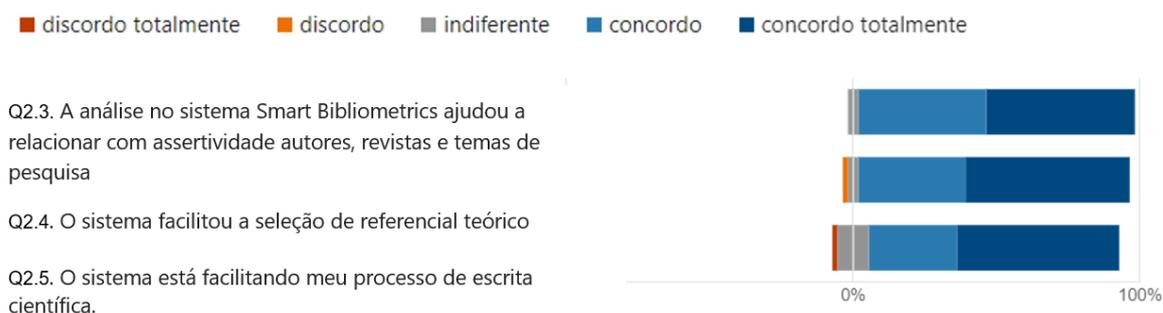 discordo totalmente discordo indiferente concordo concordo totalmente
Q2.3. A análise no sistema Smart Bibliometrics ajudou a
relacionar com assertividade autores, revistas e temas de
pesquisa
Q2.4. O sistema facilitou a seleção de referencial teórico
Q2.5. O sistema está facilitando meu processo de escrita
científica.
0% 100%